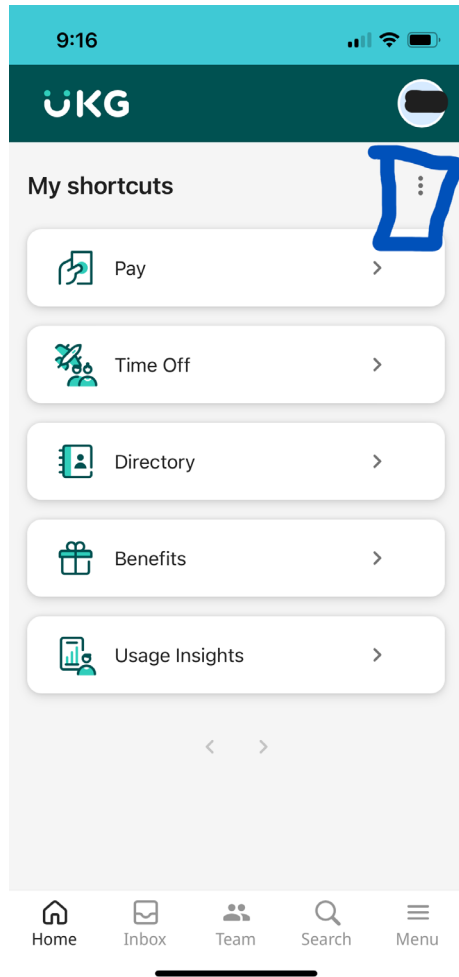 9:16
UKG
My shortcuts
Pay
Time Off
Directory
Benefits
Usage Insights
Home Inbox Team Search Menu